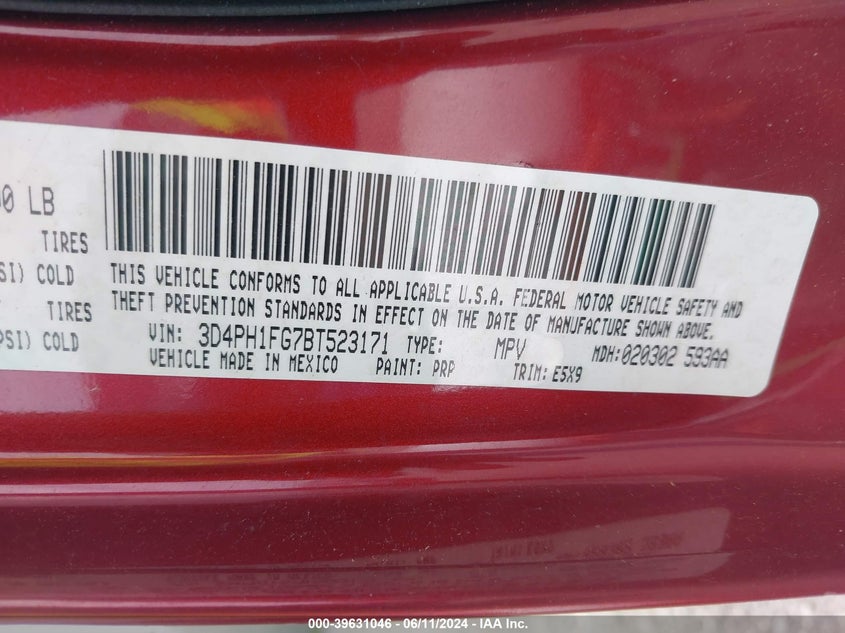 00 LB
TIRES
SI) COLD
TIRES
PSI) COLD
THIS VEHICLE CONFORMS TO ALL APPLICABLE U.S.A. FEDERAL MOTOR VEHICLE SAFETY AND
THEFT PREVENTION STANDARDS IN EFFECT ON THE DATE OF MANUFACTURE SHOWN ABOVE.
VIN: 3D4PH1FG7BT523171 TYPE: MPV MDH:020302 593AA
VEHICLE MADE IN MEXICO PAINT: PRP TRIM: E5X9
000-39631046 - 06/11/2024 - IAA Inc.